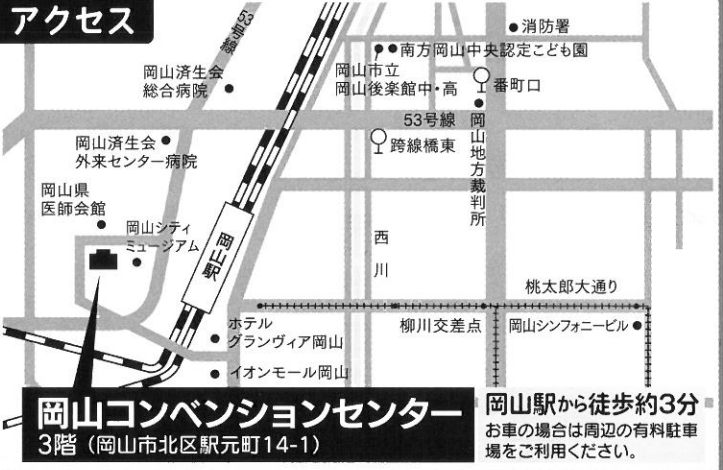 アクセス
53号線
消防署
南方岡山中央認定こども園
岡山済生会
総合病院
岡山市立
岡山後楽館中・高
番町口
53号線
岡山地方裁判所
岡山済生会
外来センター病院
跨線橋東
岡山県
医師会館
岡山シティ
ミュージアム
岡山駅
西川
桃太郎大通り
ホテル
グランヴィア岡山
柳川交差点
岡山シンフォニービル
イオンモール岡山
岡山コンベンションセンター
3階（岡山市北区駅元町14-1）
岡山駅から徒歩約3分
お車の場合は周辺の有料駐車
場をご利用ください。